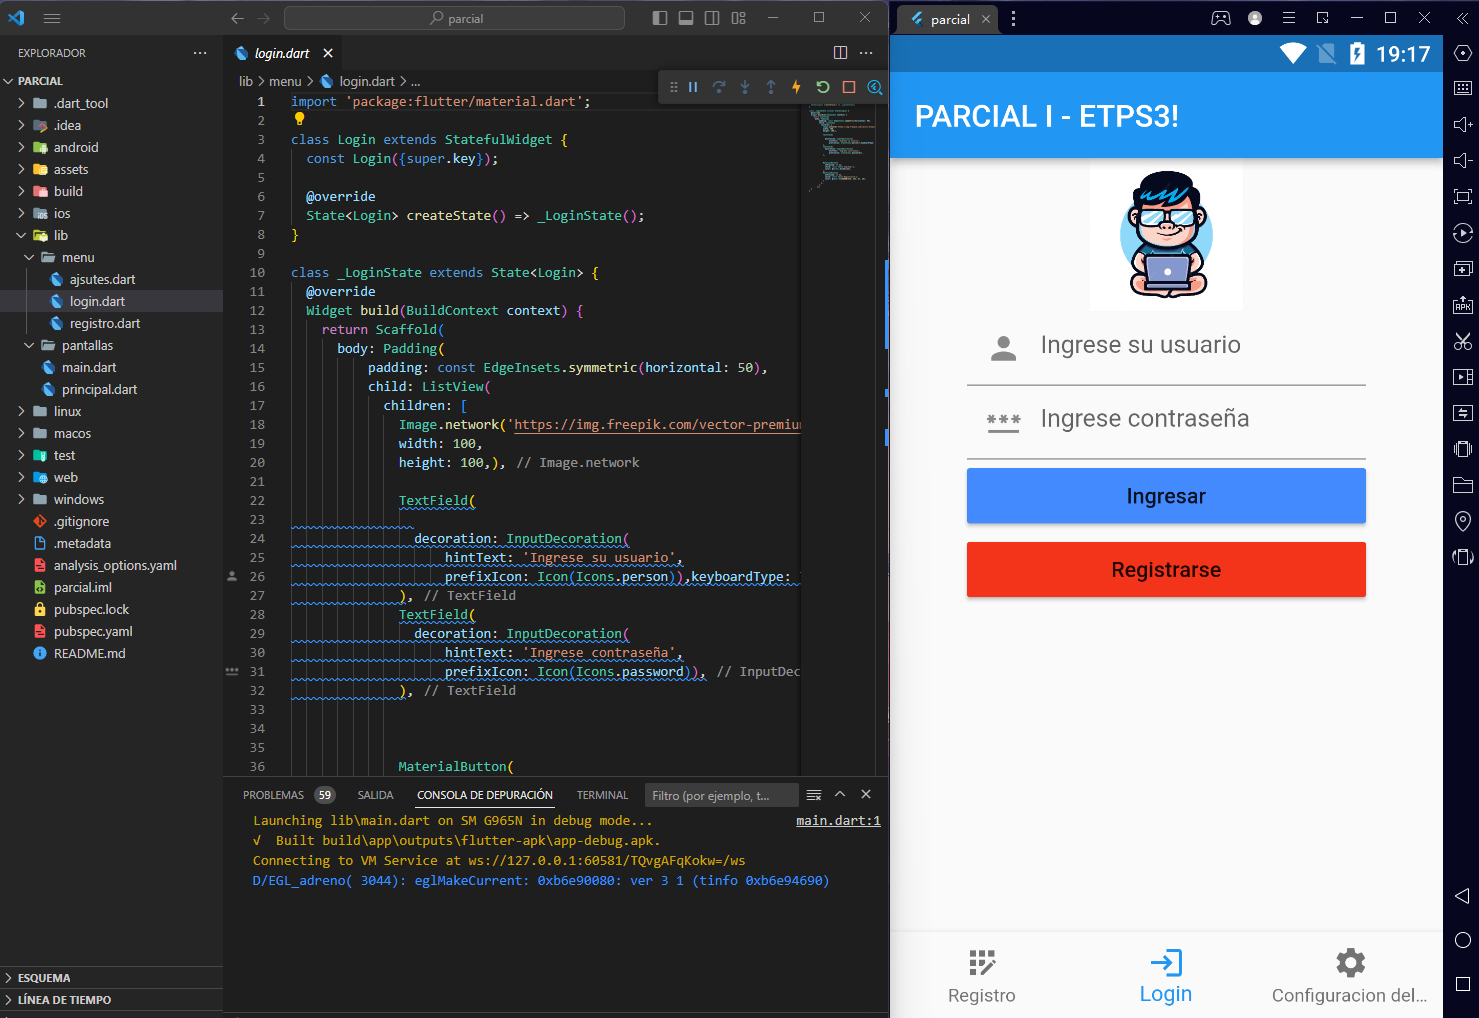 parcial
EXPLORADOR
PARCIAL
.dart_tool
.idea
android
assets
build
ios
lib
menu
ajsutes.dart
login.dart
registro.dart
pantallas
main.dart
principal.dart
linux
macos
test
web
windows
.gitignore
.metadata
analysis_options.yaml
parcial.iml
pubspec.lock
pubspec.yaml
README.md
ESQUEMA
LÍNEA DE TIEMPO
login.dart
lib > menu > login.dart > ...
1 import 'package:flutter/material.dart';
2
3 class Login extends StatefulWidget {
4 const Login({super.key});
5
6 @override
7 State<Login> createState() => _LoginState();
8 }
9
10 class _LoginState extends State<Login> {
11 @override
12 Widget build(BuildContext context) {
13 return Scaffold(
14 body: Padding(
15 padding: const EdgeInsets.symmetric(horizontal: 50),
16 child: ListView(
17 children: [
18 Image.network('https://img.freepik.com/vector-premium
19 width: 100,
20 height: 100,), // Image.network
21
22 TextField(
23
24 decoration: InputDecoration(
25 hintText: 'Ingrese su usuario',
26 prefixIcon: Icon(Icons.person)),keyboardType:
27 ), // TextField
28 TextField(
29 decoration: InputDecoration(
30 hintText: 'Ingrese contraseña',
31 prefixIcon: Icon(Icons.password)), // InputDec
32 ), // TextField
33
34
35
36 MaterialButton(
PROBLEMAS 59 SALIDA CONSOLA DE DEPURACIÓN TERMINAL Filtro (por ejemplo, t...
Launching lib\main.dart on SM G965N in debug mode... main.dart:1
√ Built build\app\outputs\flutter-apk\app-debug.apk.
Connecting to VM Service at ws://127.0.0.1:60581/TQvgAFqKokw=/ws
D/EGL_adreno( 3044): eglMakeCurrent: 0xb6e90080: ver 3 1 (tinfo 0xb6e94690)
parcial
19:17
PARCIAL I - ETPS3!
Ingrese su usuario
*** Ingrese contraseña
Ingresar
Registrarse
Registro
Login
Configuracion del...
APK